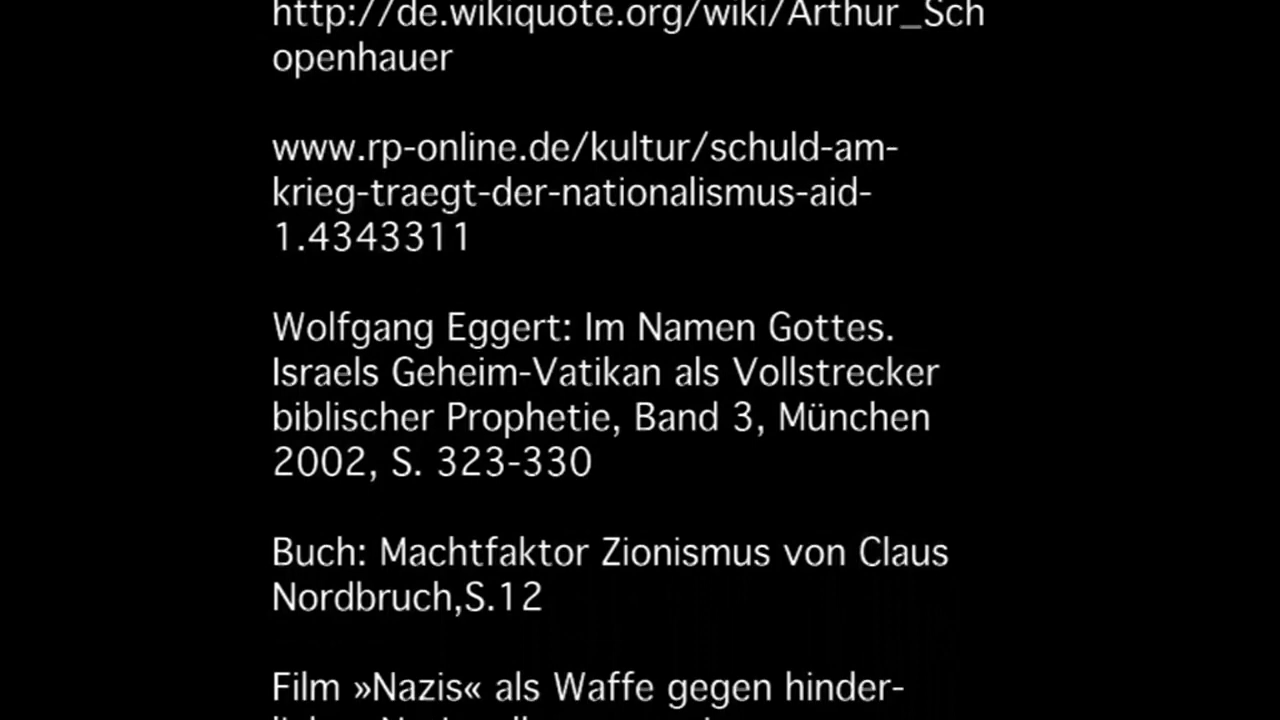 http://de.wikiquote.org/wiki/Arthur_Sch
openhauer
www.rp-online.de/kultur/schuld-am-
krieg-traegt-der-nationalismus-aid-
1.4343311
Wolfgang Eggert: Im Namen Gottes.
Israels Geheim-Vatikan als Vollstrecker
biblischer Prophetie, Band 3, München
2002, S. 323-330
Buch: Machtfaktor Zionismus von Claus
Nordbruch,S.12
Film »Nazis« als Waffe gegen hinder-